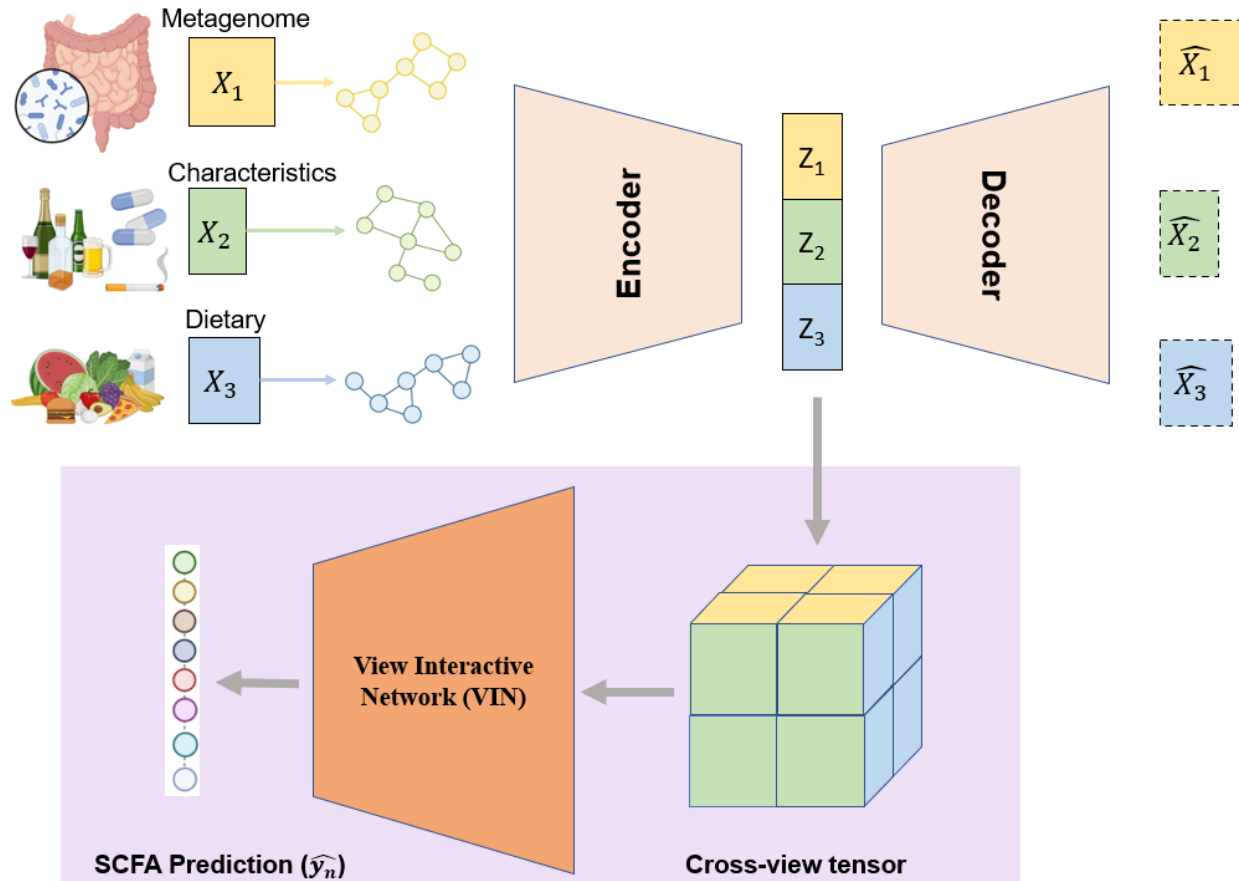 Metagenome
X₁
Characteristics
X₂
Dietary
X₃
Encoder
Z₁
Z₂
Z₃
Decoder
X̂₁
X̂₂
X̂₃
View Interactive
Network (VIN)
SCFA Prediction (ŷₙ)
Cross-view tensor